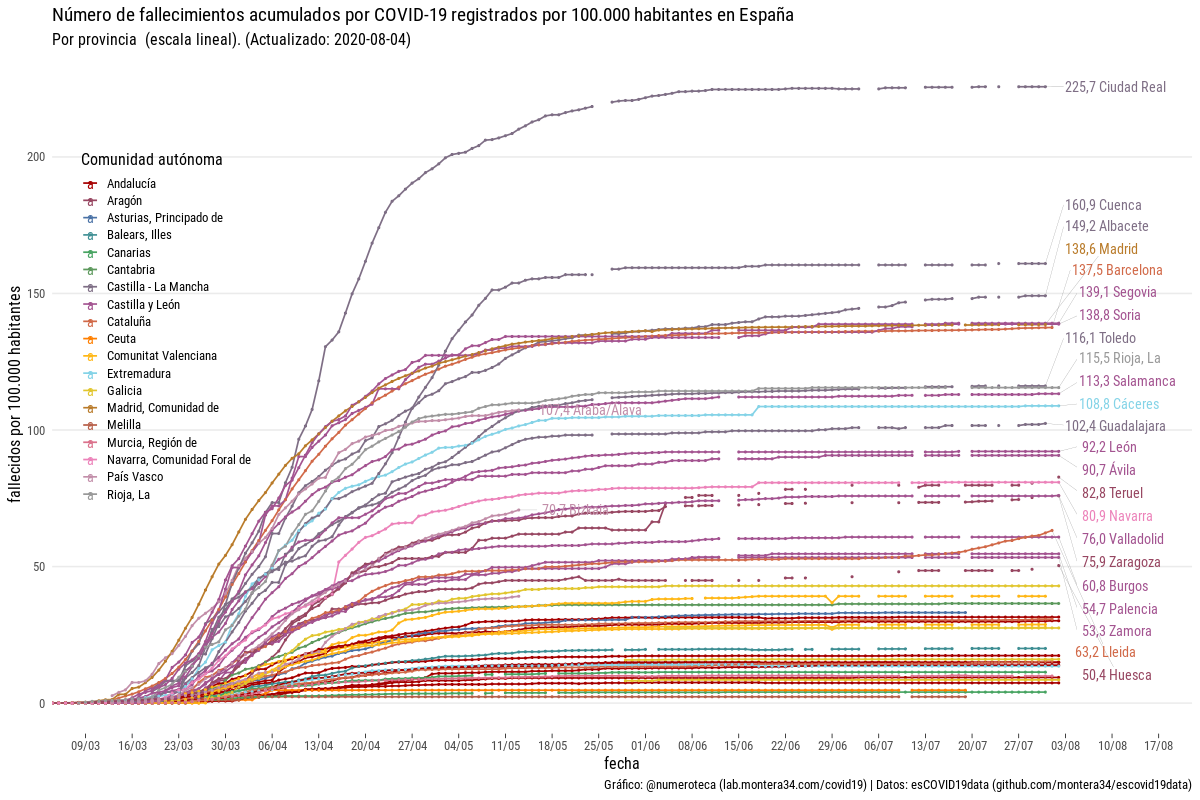 Número de fallecimientos acumulados por COVID-19 registrados por 100.000 habitantes en España
Por provincia (escala lineal). (Actualizado: 2020-08-04)
fallecidos por 100.000 habitantes
200
150
100
50
0
Comunidad autónoma
Andalucía
Aragón
Asturias, Principado de
Balears, Illes
Canarias
Cantabria
Castilla - La Mancha
Castilla y León
Cataluña
Ceuta
Comunitat Valenciana
Extremadura
Galicia
Madrid, Comunidad de
Melilla
Murcia, Región de
Navarra, Comunidad Foral de
País Vasco
Rioja, La
107,4 Araba/Álava
225,7 Ciudad Real
160,9 Cuenca
149,2 Albacete
138,6 Madrid
137,5 Barcelona
139,1 Segovia
138,8 Soria
116,1 Toledo
115,5 Rioja, La
113,3 Salamanca
108,8 Cáceres
102,4 Guadalajara
92,2 León
90,7 Ávila
82,8 Teruel
80,9 Navarra
76,0 Valladolid
75,9 Zaragoza
60,8 Burgos
54,7 Palencia
53,3 Zamora
63,2 Lleida
50,4 Huesca
09/03 16/03 23/03 30/03 06/04 13/04 20/04 27/04 04/05 11/05 18/05 25/05 01/06 08/06 15/06 22/06 29/06 06/07 13/07 20/07 27/07 03/08 10/08 17/08
fecha
Gráfico: @numeroteca (lab.montera34.com/covid19) | Datos: esCOVID19data (github.com/montera34/escovid19data)